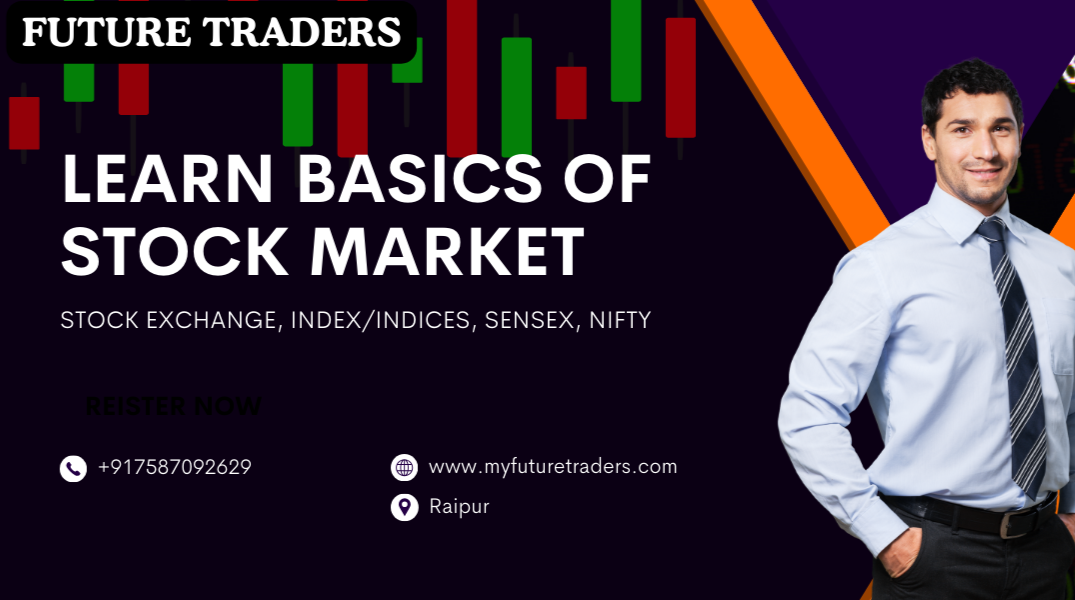 FUTURE TRADERS
LEARN BASICS OF
STOCK MARKET
STOCK EXCHANGE, INDEX/INDICES, SENSEX, NIFTY
REISTER NOW
+917587092629
www.myfuturetraders.com
Raipur